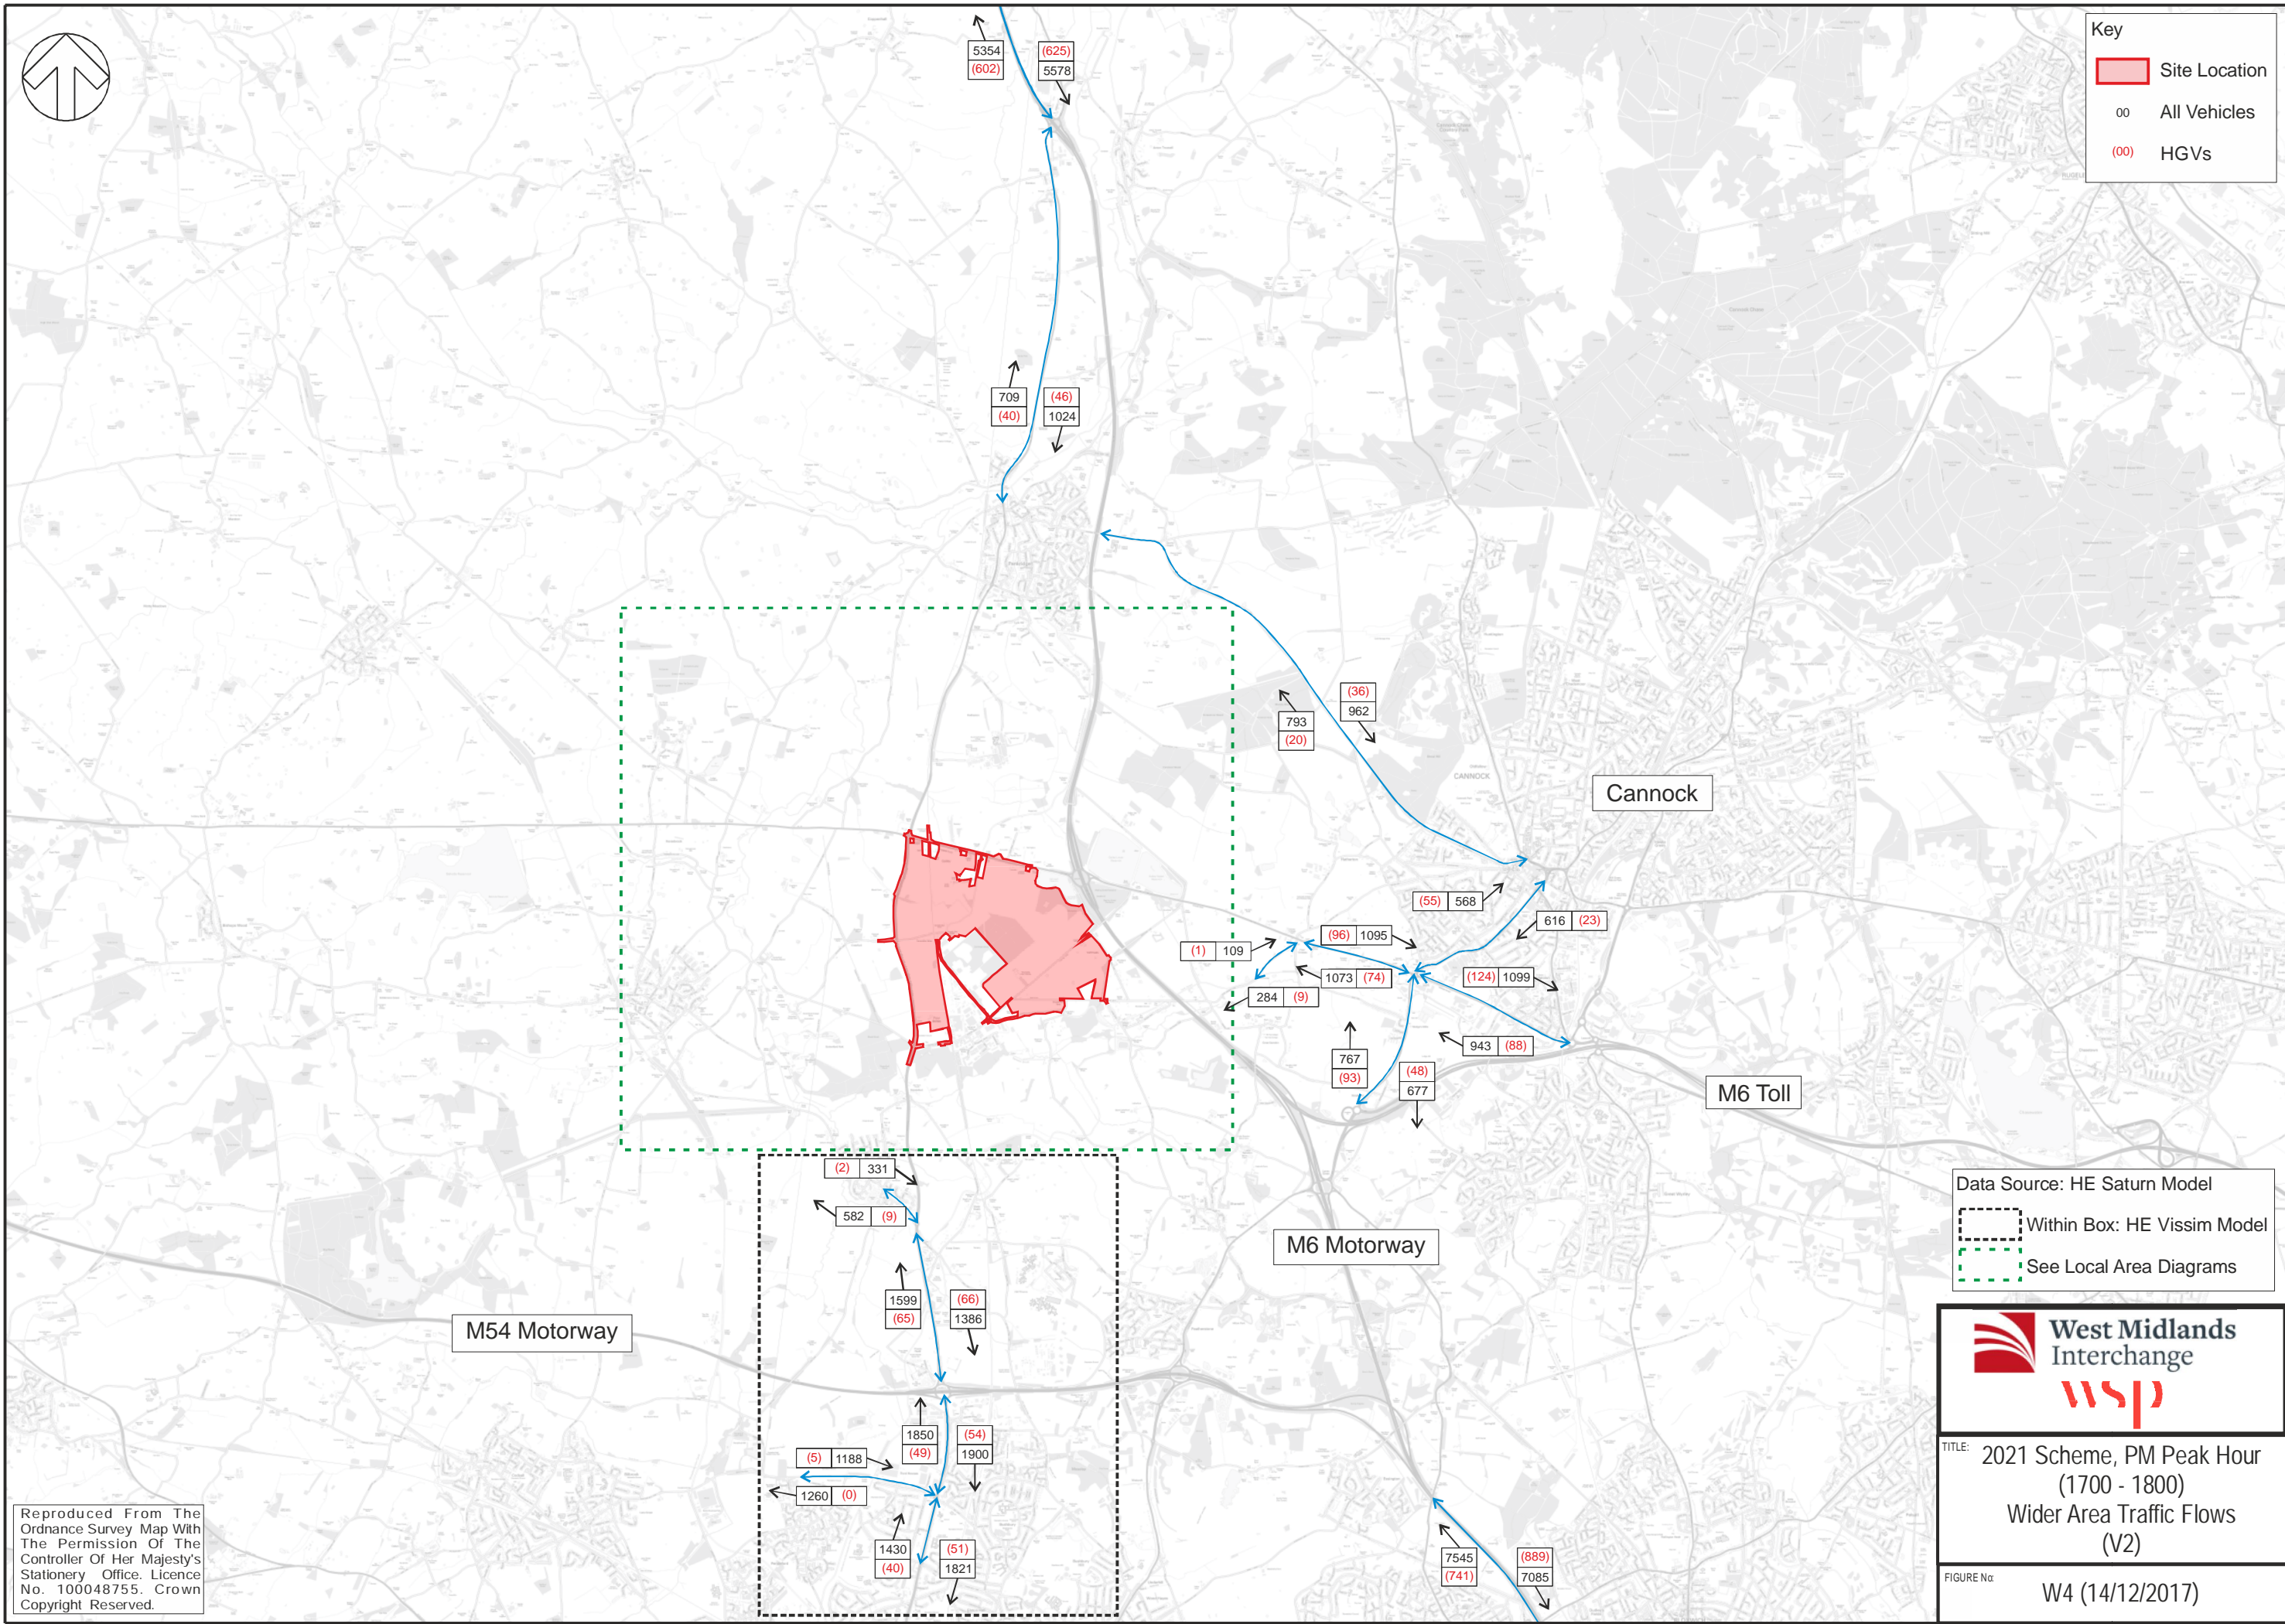 Key
Site Location
00 All Vehicles
(00) HGVs
5354
(602)
(625)
5578
709
(40)
(46)
1024
793
(20)
(36)
962
CANNOCK
Cannock
(55) 568
616 (23)
(1) 109
(96) 1095
1073 (74)
(124) 1099
284 (9)
943 (88)
767
(93)
(48)
677
M6 Toll
(2) 331
582 (9)
M6 Motorway
1599
(65)
(66)
1386
M54 Motorway
1850
(49)
(54)
1900
(5) 1188
1260 (0)
1430
(40)
(51)
1821
7545
(741)
(889)
7085
Data Source: HE Saturn Model
Within Box: HE Vissim Model
See Local Area Diagrams
West Midlands
Interchange
wsp
TITLE: 2021 Scheme, PM Peak Hour
(1700 - 1800)
Wider Area Traffic Flows
(V2)
FIGURE No: W4 (14/12/2017)
Reproduced From The
Ordnance Survey Map With
The Permission Of The
Controller Of Her Majesty's
Stationery Office. Licence
No. 100048755. Crown
Copyright Reserved.